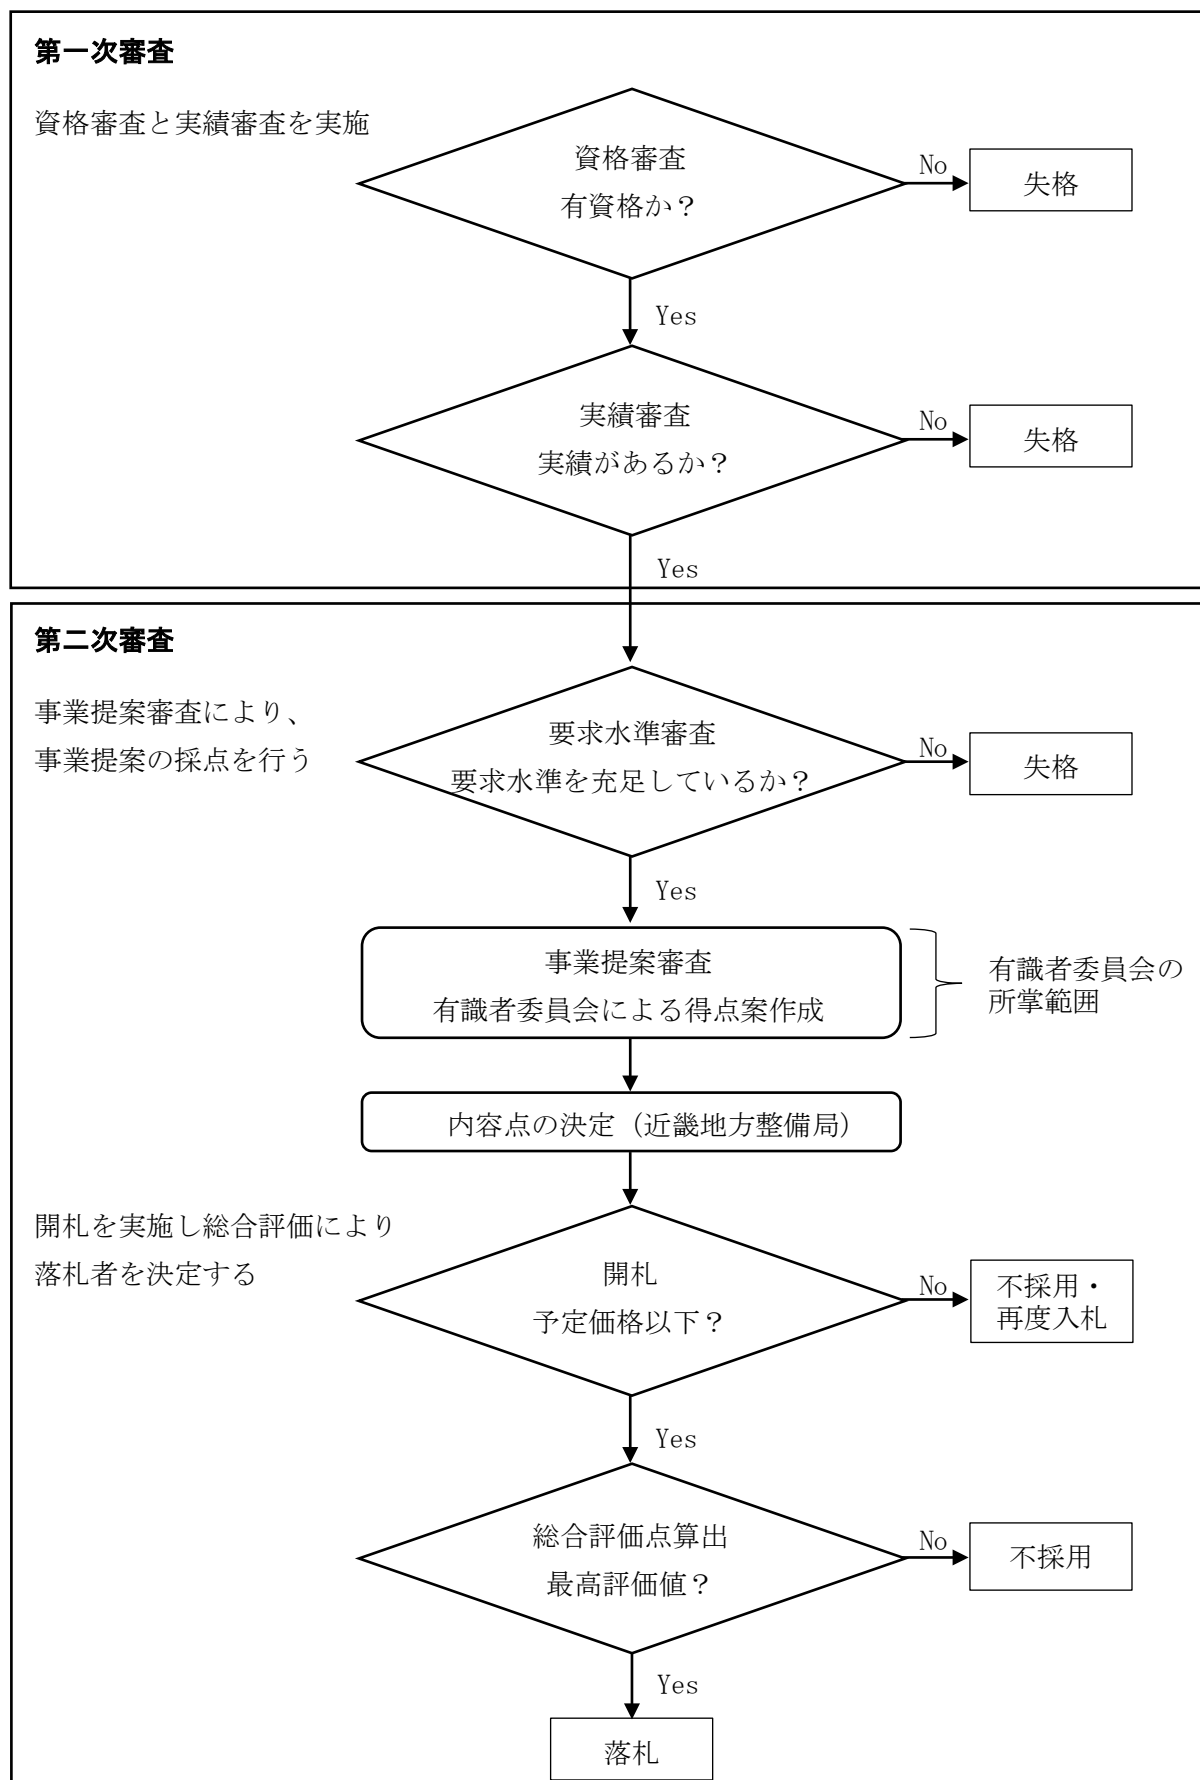 第一次審査
資格審査と実績審査を実施
資格審査
有資格か？
No
失格
Yes
実績審査
実績があるか？
No
失格
Yes
第二次審査
事業提案審査により、
事業提案の採点を行う
要求水準審査
要求水準を充足しているか？
No
失格
Yes
事業提案審査
有識者委員会による得点案作成
有識者委員会の
所掌範囲
内容点の決定（近畿地方整備局）
開札を実施し総合評価により
落札者を決定する
開札
予定価格以下？
No
不採用・
再度入札
Yes
総合評価点算出
最高評価値？
No
不採用
Yes
落札